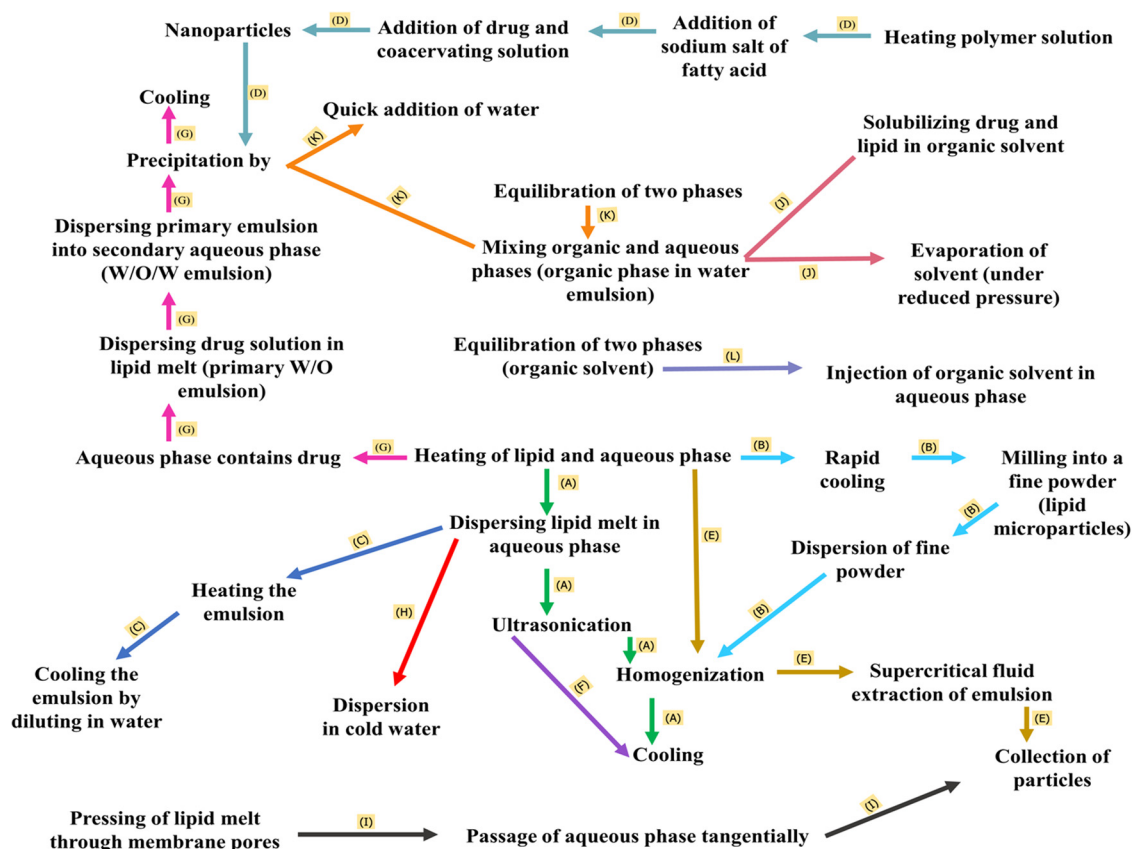 Nanoparticles
(D)
Addition of drug and
coacervating solution
(D)
Addition of
sodium salt of
fatty acid
(D)
Heating polymer solution
(D)
Cooling
(G)
Quick addition of water
(K)
Precipitation by
Solubilizing drug and
lipid in organic solvent
(G)
(K)
Equilibration of two phases
(K)
(J)
Dispersing primary emulsion
into secondary aqueous phase
(W/O/W emulsion)
Mixing organic and aqueous
phases (organic phase in water
emulsion)
(J)
Evaporation of
solvent (under
reduced pressure)
(G)
Dispersing drug solution in
lipid melt (primary W/O
emulsion)
Equilibration of two phases
(organic solvent)
(L)
Injection of organic solvent in
aqueous phase
(G)
Aqueous phase contains drug
(G)
Heating of lipid and aqueous phase
(B)
Rapid
cooling
(B)
Milling into a
fine powder
(lipid
microparticles)
(A)
(E)
(B)
Dispersing lipid melt in
aqueous phase
Dispersion of fine
powder
(C)
(H)
(A)
(B)
Heating the
emulsion
Ultrasonication
(A)
(C)
(F)
Homogenization
(E)
Supercritical fluid
extraction of emulsion
Cooling the
emulsion by
diluting in water
Dispersion
in cold water
(A)
(E)
Cooling
Collection of
particles
Pressing of lipid melt
through membrane pores
(I)
Passage of aqueous phase tangentially
(I)